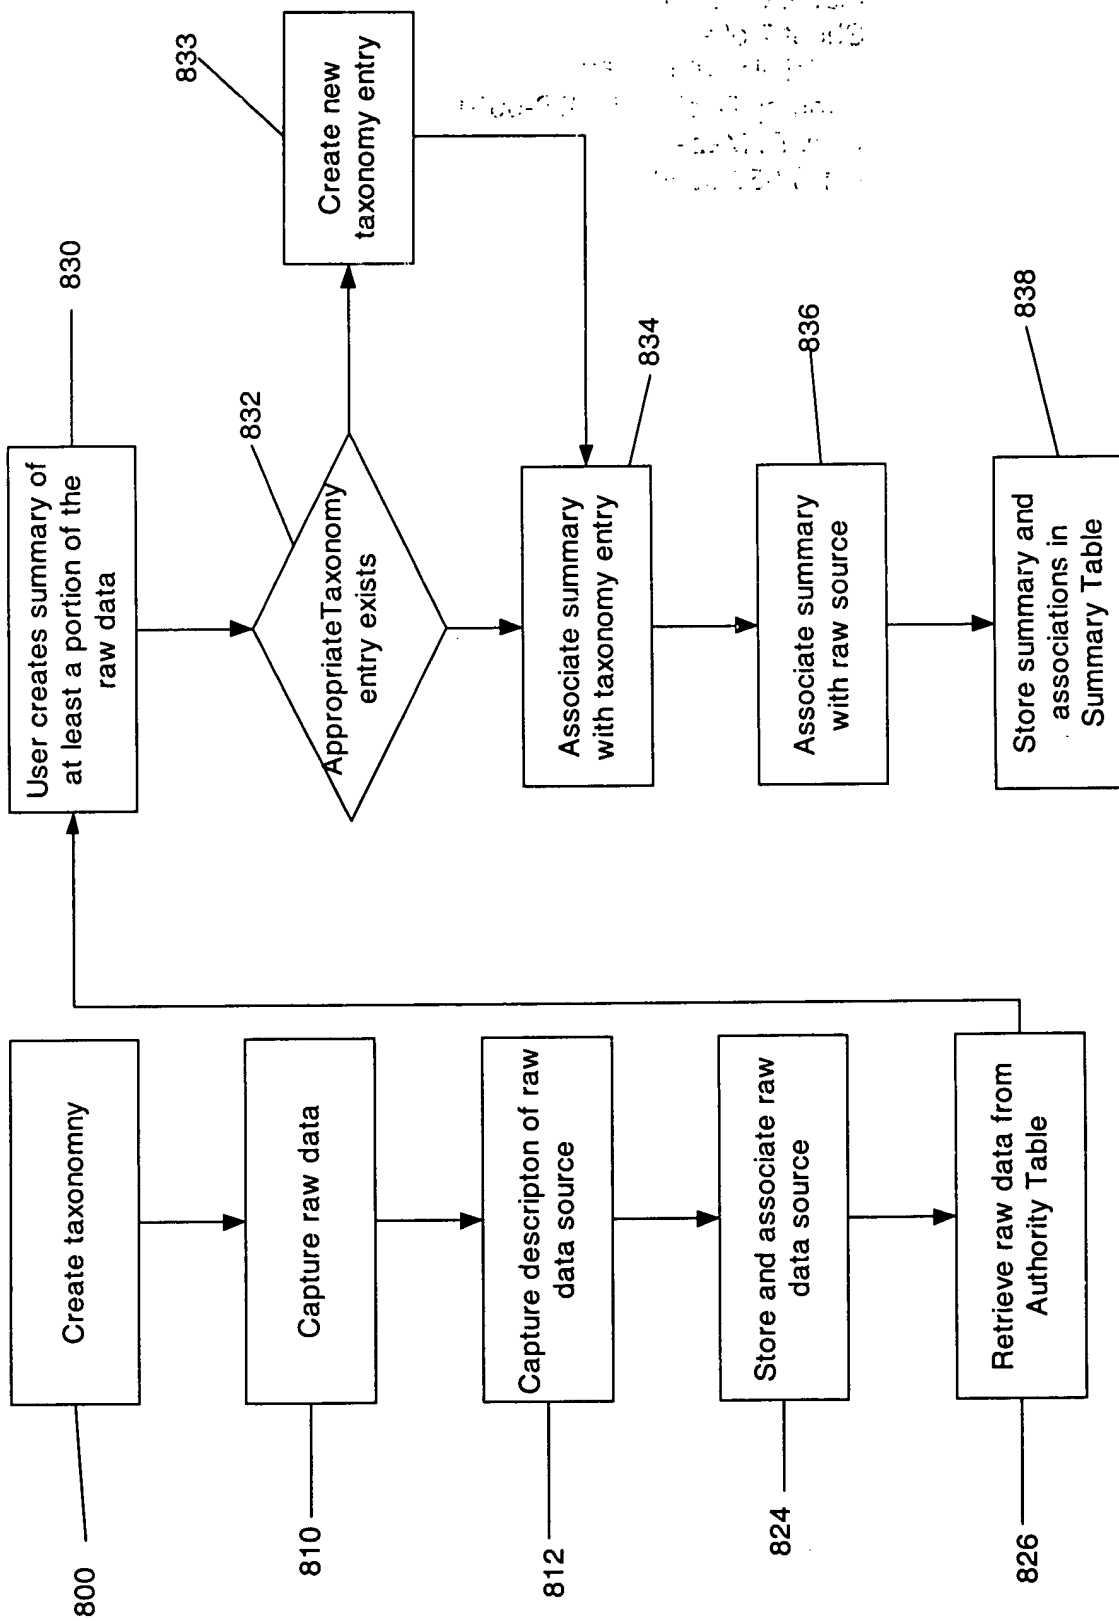 Create taxonomny
800
Capture raw data
810
Capture descripton of raw
data source
812
Store and associate raw
data source
824
Retrieve raw data from
Authority Table
826
User creates summary of
at least a portion of the
raw data
830
AppropriateTaxonomy
entry exists
832
Create new
taxonomy entry
833
Associate summary
with taxonomy entry
834
Associate summary
with raw source
836
Store summary and
associations in
Summary Table
838